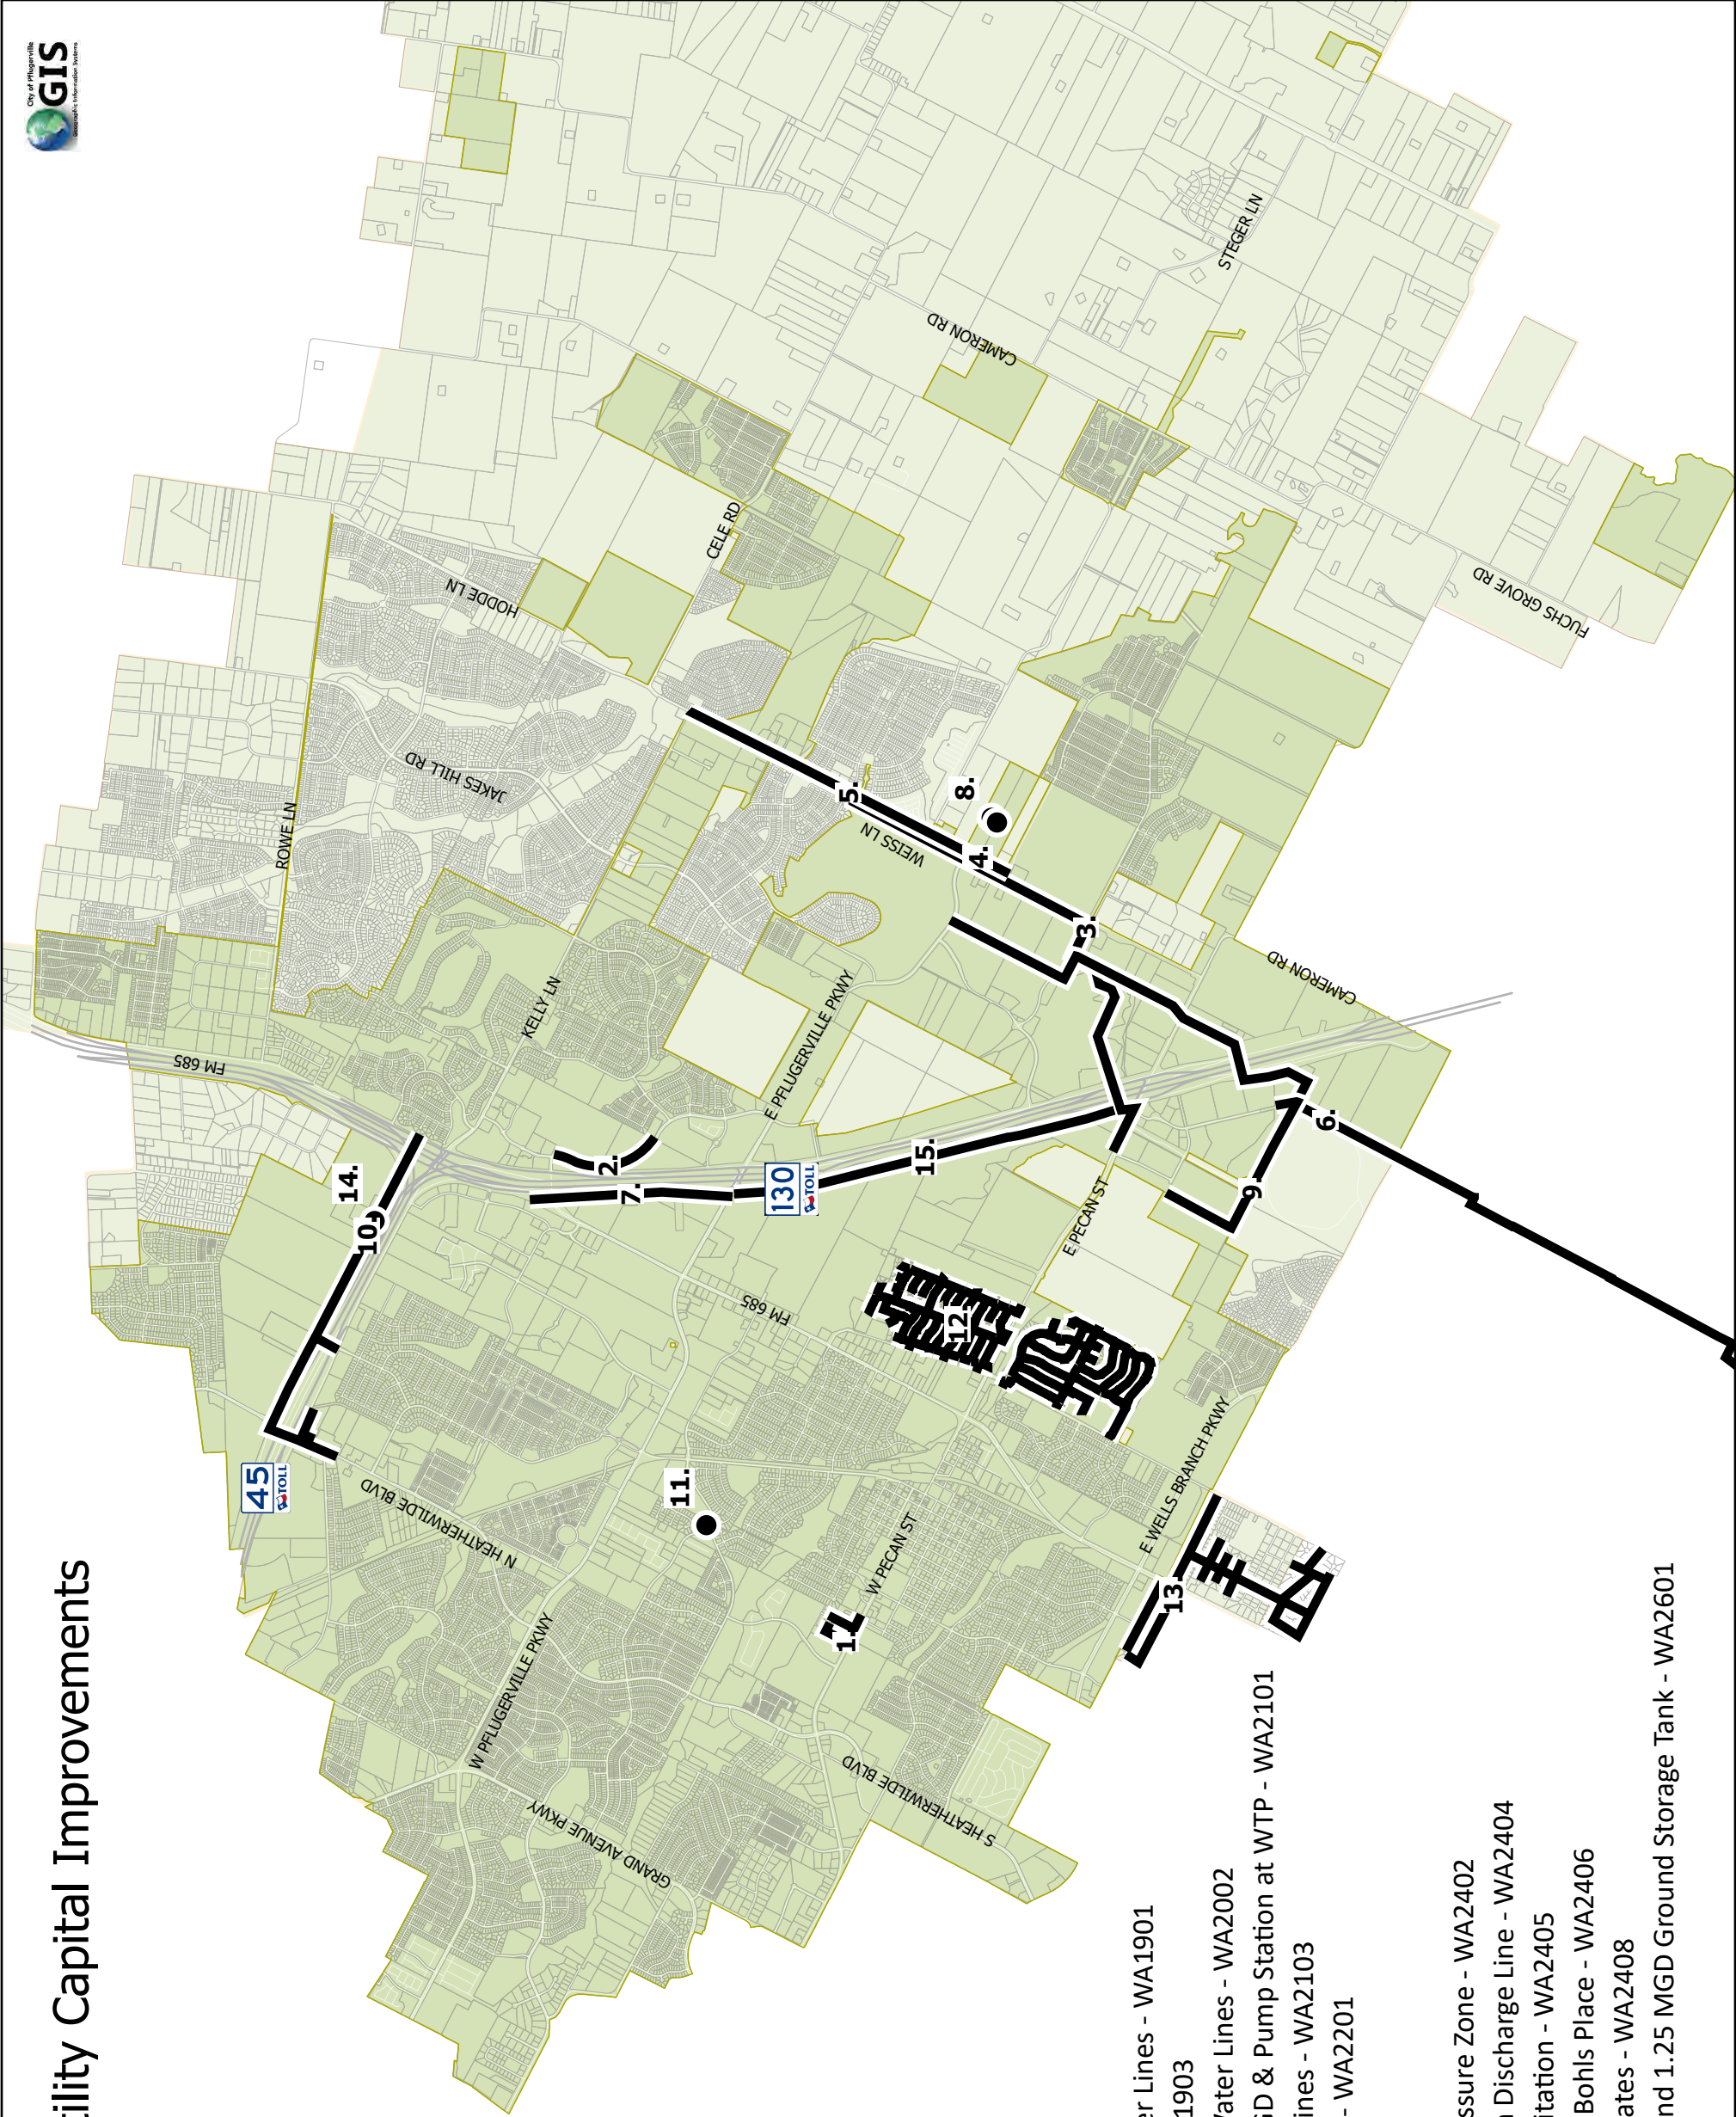 City of Pflugerville
GIS
Geographic Information Systems
tility Capital Improvements
ROWE LN
HODDE LN
JAKES HILL RD
CELE RD
CAMERON RD
STEGER LN
FUCHS GROVE RD
WEISS LN
KELLY LN
FM 685
E PFLUGERVILLE PKWY
CAMERON RD
E PECAN ST
FM 685
130
TOLL
45
TOLL
N HEATHERWILDE BLVD
W PFLUGERVILLE PKWY
GRAND AVENUE PKWY
W PECAN ST
S HEATHERWILDE BLVD
E WELLS BRANCH PKWY
1.
2.
3.
4.
5.
6.
7.
8.
9.
10.
11.
12.
13.
14.
15.
er Lines - WA1901
1903
Water Lines - WA2002
GD & Pump Station at WTP - WA2101
ines - WA2103
- WA2201
ssure Zone - WA2402
n Discharge Line - WA2404
itation - WA2405
Bohls Place - WA2406
ates - WA2408
nd 1.25 MGD Ground Storage Tank - WA2601